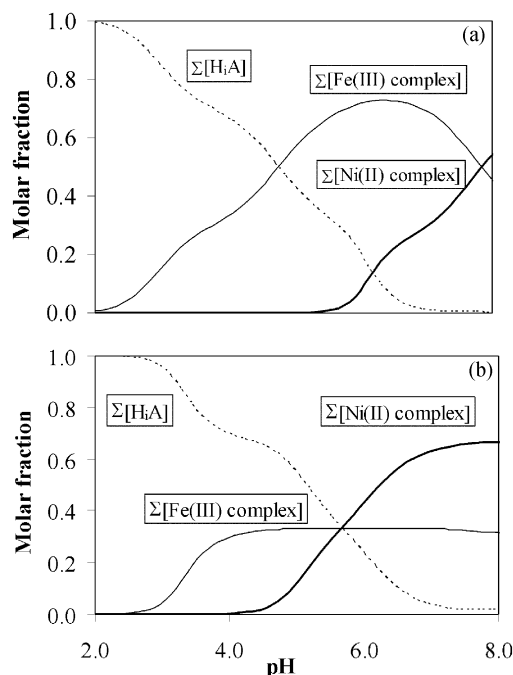 (a)
1.0
Σ[HᵢA]
Σ[Fe(III) complex]
0.8
0.6
Σ[Ni(II) complex]
0.4
0.2
0.0
Molar fraction
(b)
1.0
Σ[HᵢA]
Σ[Ni(II) complex]
0.8
0.6
Σ[Fe(III) complex]
0.4
0.2
0.0
Molar fraction
2.0 4.0 6.0 8.0
pH